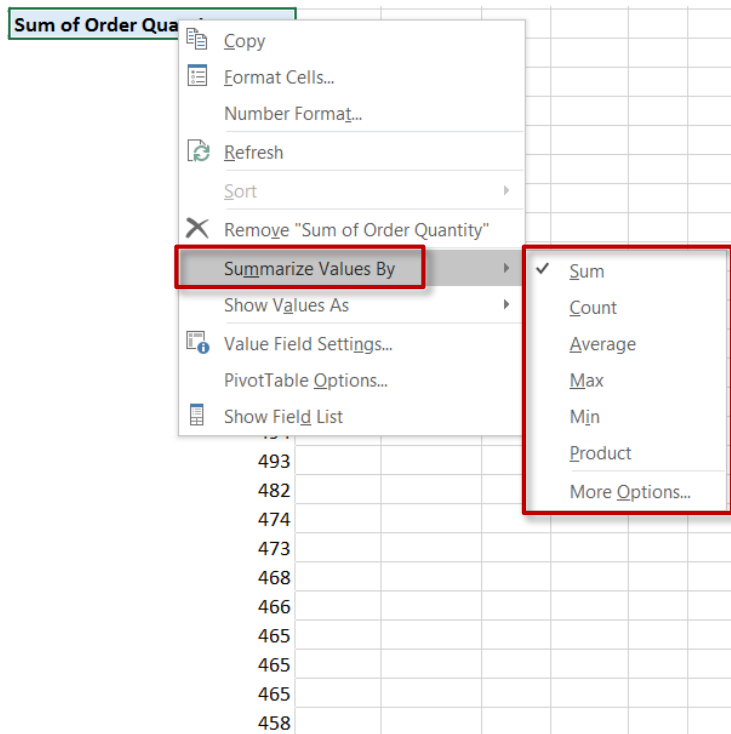 Sum of Order Qua
Copy
Format Cells...
Number Format...
Refresh
Sort
Remove "Sum of Order Quantity"
Summarize Values By
Show Values As
Value Field Settings...
PivotTable Options...
Show Field List
Sum
Count
Average
Max
Min
Product
More Options...
493
482
474
473
468
466
465
465
465
458